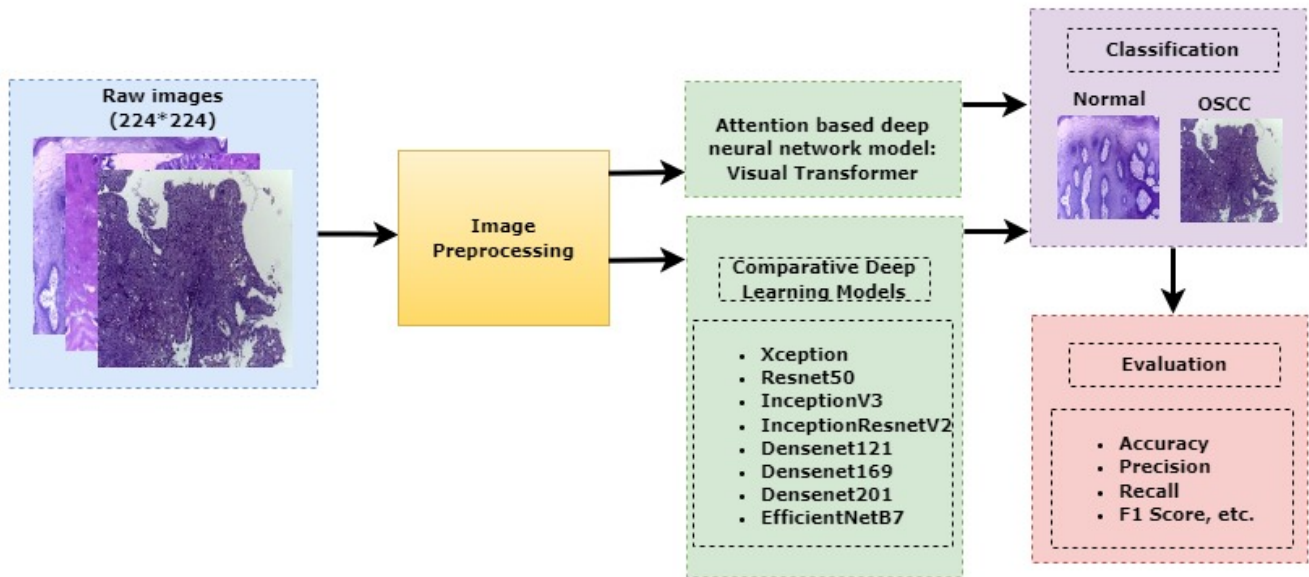 Raw images
(224*224)
Image
Preprocessing
Attention based deep
neural network model:
Visual Transformer
Comparative Deep
Learning Models
• Xception
• Resnet50
• InceptionV3
• InceptionResnetV2
• Densenet121
• Densenet169
• Densenet201
• EfficientNetB7
Classification
Normal
OSCC
Evaluation
• Accuracy
• Precision
• Recall
• F1 Score, etc.